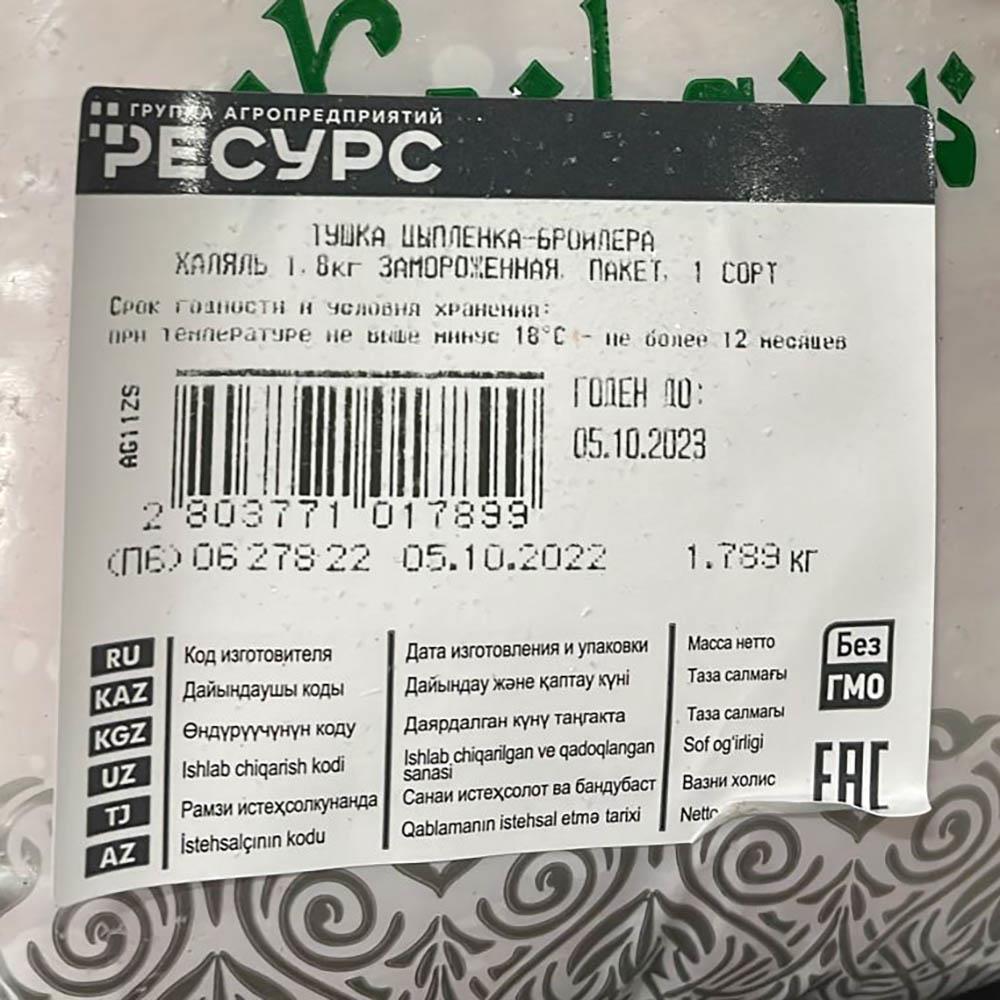 ГРУППА АГРОПРЕДПРИЯТИЙ
РЕСУРС
ТУШКА ЦЫПЛЕНКА-БРОЙЛЕРА
ХАЛЯЛЬ 1.8кг ЗАМОРОЖЕННАЯ. ПАКЕТ, 1 СОРТ
Срок годности и условия хранения:
при температуре не выше минус 18°С - не более 12 месяцев
AG11ZS
ГОДЕН ДО:
05.10.2023
2 803771 017899
(П6) 06 278 22 05.10.2022 1.789 кг
RU Код изготовителя Дата изготовления и упаковки Масса нетто
KAZ Дайындаушы коды Дайындау және қаптау күні Таза салмағы
KGZ Өндүрүүчүнүн коду Даярдалган күнү таңгакта Таза салмагы
UZ Ishlab chiqarish kodi Ishlab chiqarilgan ve qadoqlangan sanasi Sof og'irligi
TJ Рамзи истеҳсолкунанда Санаи истеҳсолот ва бандубаст Вазни холис
AZ İstehsalçının kodu Qablamanın istehsal etmə tarixi Netto
Без
ГМО
EAC